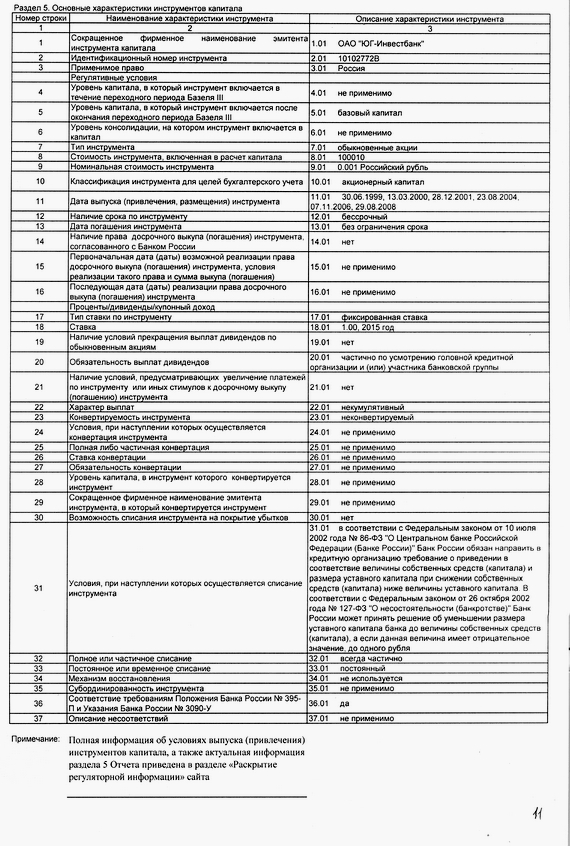 Раздел 5. Основные характеристики инструментов капитала
Номер строки Наименование характеристики инструмента Описание характеристики инструмента
1 2 3
1 Сокращенное фирменное наименование эмитента инструмента капитала 1.01 ОАО "ЮГ-Инвестбанк"
2 Идентификационный номер инструмента 2.01 10102772B
3 Применимое право 3.01 Россия
Регулятивные условия
4 Уровень капитала, в который инструмент включается в течение переходного периода Базеля III 4.01 не применимо
5 Уровень капитала, в который инструмент включается после окончания переходного периода Базеля III 5.01 базовый капитал
6 Уровень консолидации, на котором инструмент включается в капитал 6.01 не применимо
7 Тип инструмента 7.01 обыкновенные акции
8 Стоимость инструмента, включенная в расчет капитала 8.01 100010
9 Номинальная стоимость инструмента 9.01 0.001 Российский рубль
10 Классификация инструмента для целей бухгалтерского учета 10.01 акционерный капитал
11 Дата выпуска (привлечения, размещения) инструмента 11.01 30.06.1999, 13.03.2000, 28.12.2001, 23.08.2004, 07.11.2006, 29.08.2008
12 Наличие срока по инструменту 12.01 бессрочный
13 Дата погашения инструмента 13.01 без ограничения срока
14 Наличие права досрочного выкупа (погашения) инструмента, согласованного с Банком России 14.01 нет
15 Первоначальная дата (даты) возможной реализации права досрочного выкупа (погашения) инструмента, условия реализации такого права и сумма выкупа (погашения) 15.01 не применимо
16 Последующая дата (даты) реализации права досрочного выкупа (погашения) инструмента 16.01 не применимо
Проценты/дивиденды/купонный доход
17 Тип ставки по инструменту 17.01 фиксированная ставка
18 Ставка 18.01 1.00, 2015 год
19 Наличие условий прекращения выплат дивидендов по обыкновенным акциям 19.01 нет
20 Обязательность выплат дивидендов 20.01 частично по усмотрению головной кредитной организации и (или) участника банковской группы
21 Наличие условий, предусматривающих увеличение платежей по инструменту или иных стимулов к досрочному выкупу (погашению) инструмента 21.01 нет
22 Характер выплат 22.01 некумулятивный
23 Конвертируемость инструмента 23.01 неконвертируемый
24 Условия, при наступлении которых осуществляется конвертация инструмента 24.01 не применимо
25 Полная либо частичная конвертация 25.01 не применимо
26 Ставка конвертации 26.01 не применимо
27 Обязательность конвертации 27.01 не применимо
28 Уровень капитала, в инструмент которого конвертируется инструмент 28.01 не применимо
29 Сокращенное фирменное наименование эмитента инструмента, в который конвертируется инструмент 29.01 не применимо
30 Возможность списания инструмента на покрытие убытков 30.01 нет
31 Условия, при наступлении которых осуществляется списание инструмента
31.01 в соответствии с Федеральным законом от 10 июля
2002 года № 86-ФЗ "О Центральном банке Российской
Федерации (Банке России)" Банк России обязан направить в
кредитную организацию требование о приведении в
соответствие величины собственных средств (капитала) и
размера уставного капитала при снижении собственных
средств (капитала) ниже величины уставного капитала. В
соответствии с Федеральным законом от 26 октября 2002
года № 127-ФЗ "О несостоятельности (банкротстве)" Банк
России может принять решение об уменьшении размера
уставного капитала банка до величины собственных средств
(капитала), а если данная величина имеет отрицательное
значение, до одного рубля
32 Полное или частичное списание 32.01 всегда частично
33 Постоянное или временное списание 33.01 постоянный
34 Механизм восстановления 34.01 не используется
35 Субординированность инструмента 35.01 не применимо
36 Соответствие требованиям Положения Банка России № 395-П и Указания Банка России № 3090-У 36.01 да
37 Описание несоответствий 37.01 не применимо
Примечание: Полная информация об условиях выпуска (привлечения)
инструментов капитала, а также актуальная информация
раздела 5 Отчета приведена в разделе «Раскрытие
регуляторной информации» сайта
11